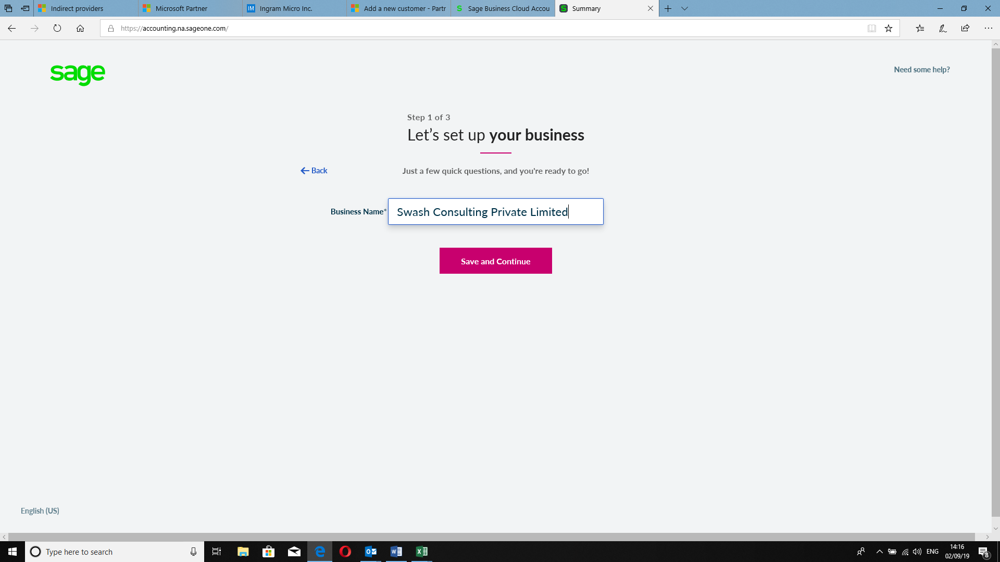 Indirect providers
Microsoft Partner
IM Ingram Micro Inc.
Add a new customer - Partr
S Sage Business Cloud Accou
S Summary
https://accounting.na.sageone.com/
sage
Need some help?
Step 1 of 3
Let's set up your business
Back
Just a few quick questions, and you're ready to go!
Business Name*
Swash Consulting Private Limited
Save and Continue
English (US)
Type here to search
ENG
14:16
02/09/19
8